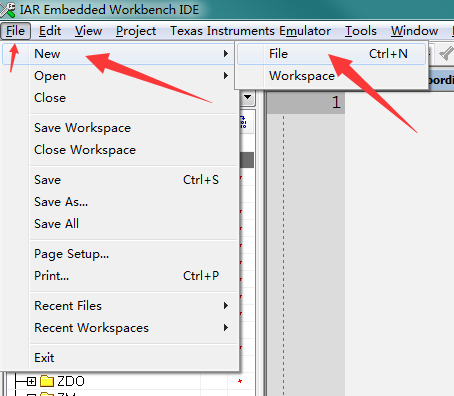 IAR Embedded Workbench IDE
File Edit View Project Texas Instruments Emulator Tools Window
New
File Ctrl+N
Open
Workspace
Close
1
Save Workspace
Close Workspace
Save Ctrl+S
Save As...
Save All
Page Setup...
Print... Ctrl+P
Recent Files
Recent Workspaces
Exit
ZDO